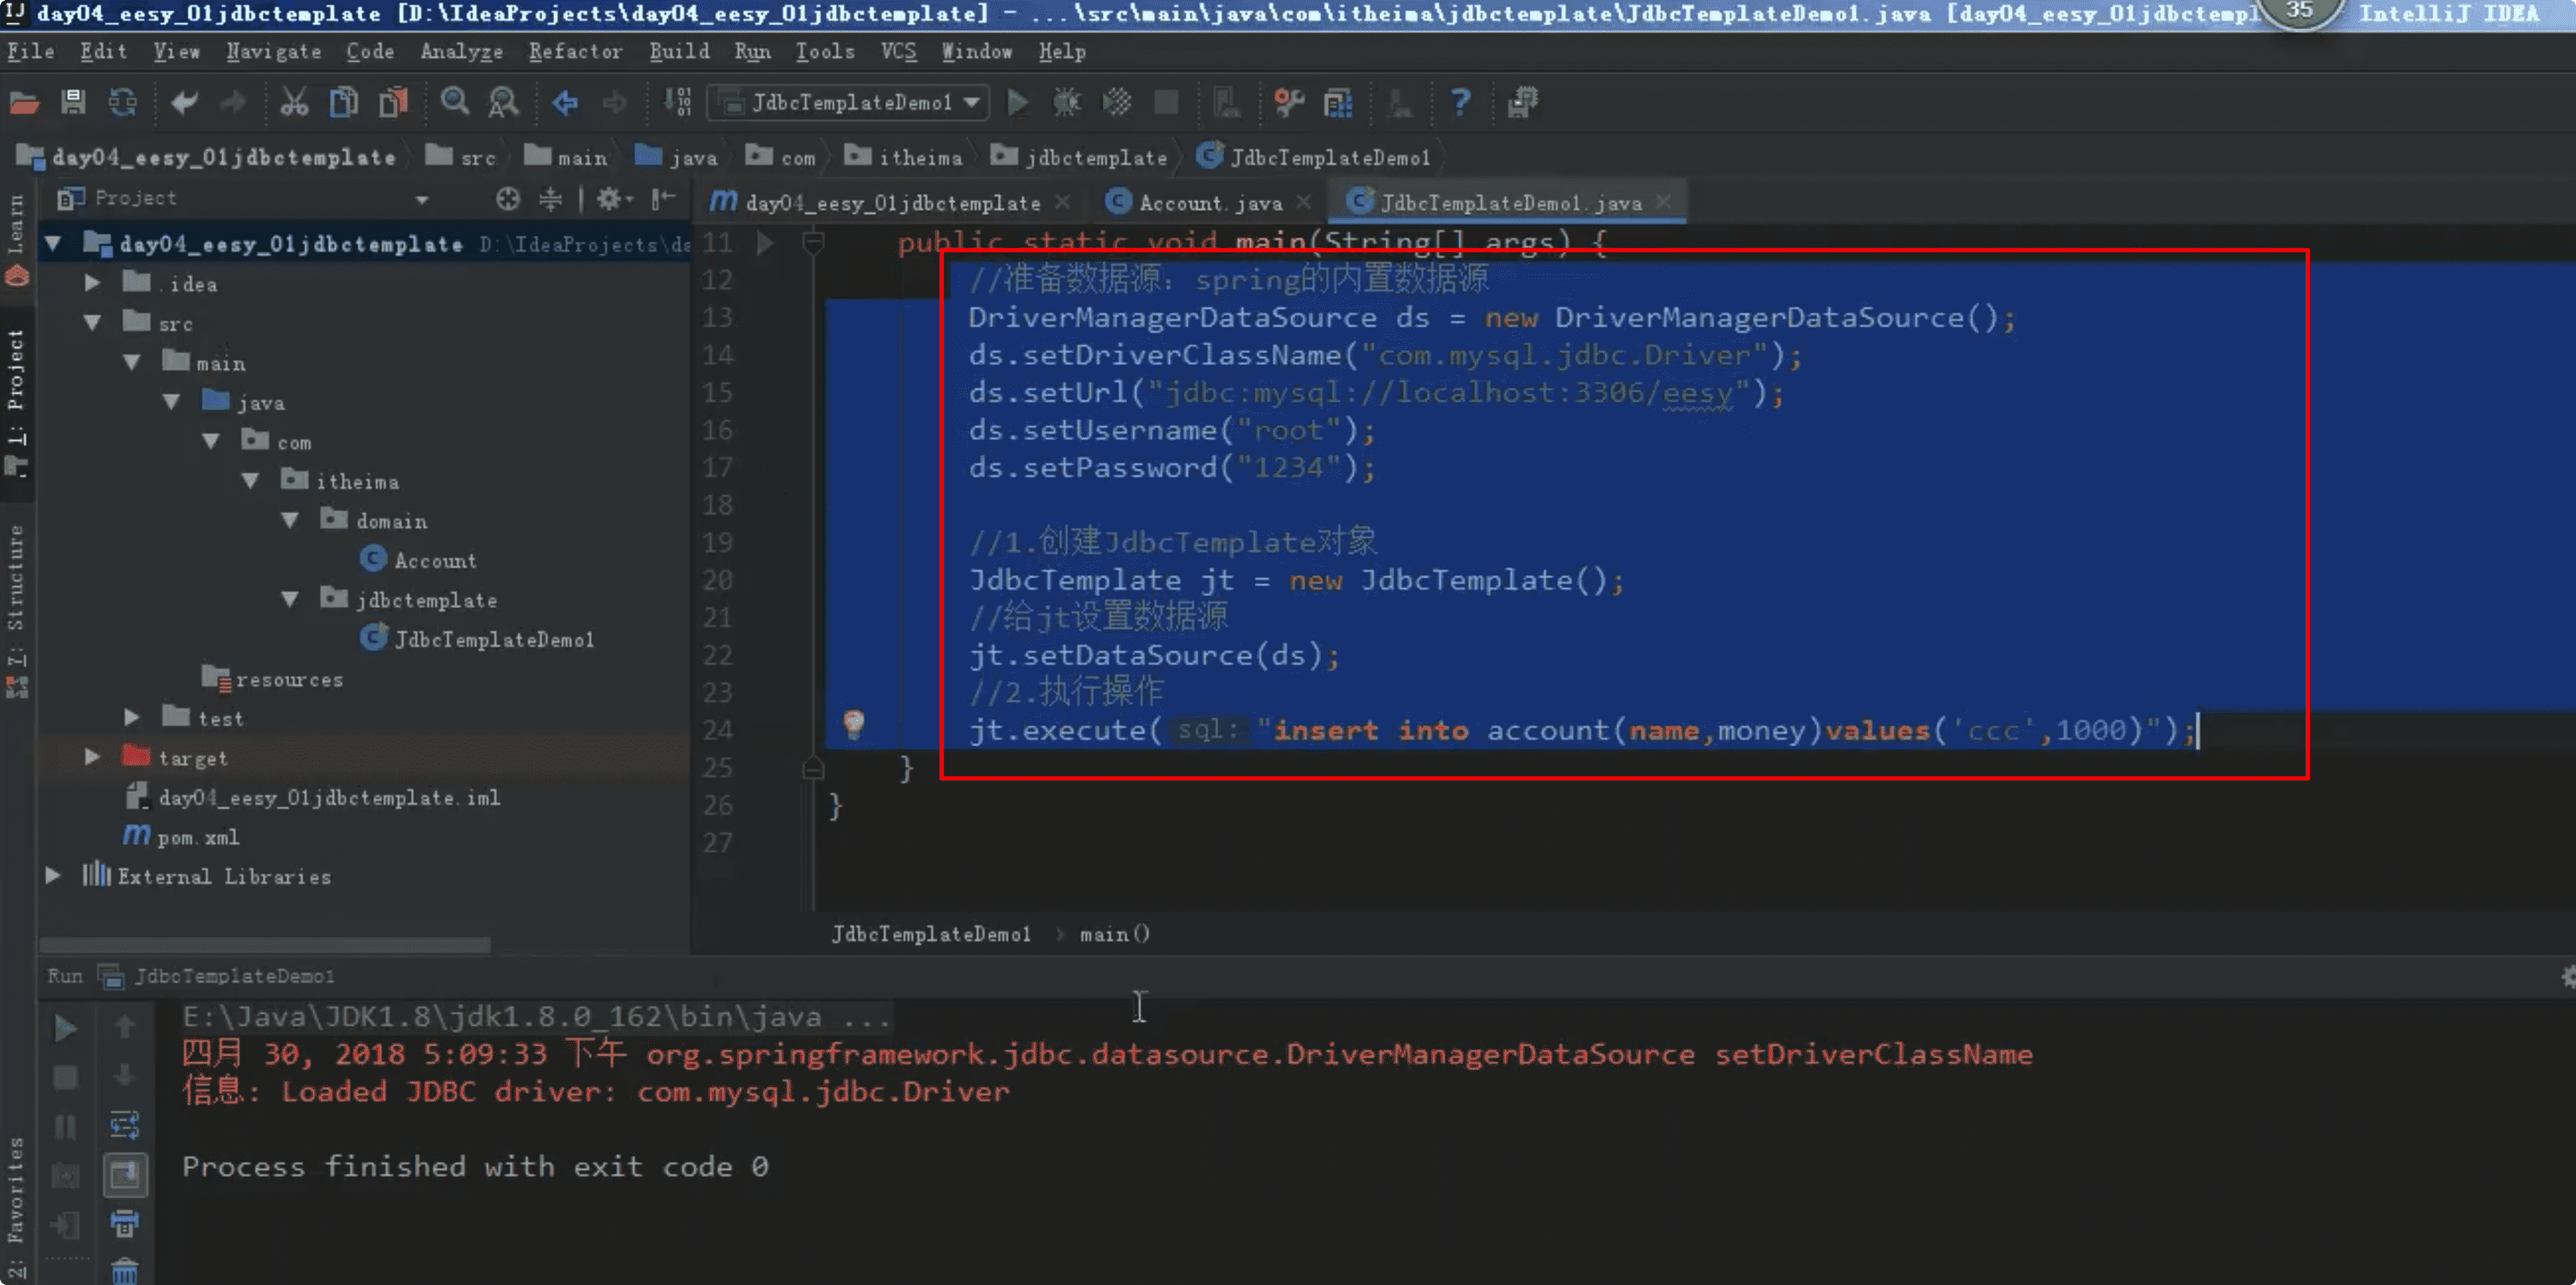 day04_eesy_01jdbctemplate [D:\IdeaProjects\day04_eesy_01jdbctemplate] - ...\src\main\java\com\itheima\jdbctemplate\JdbcTemplateDemo1.java [day04_eesy_01jdbctempl 35 IntelliJ IDEA
File Edit View Navigate Code Analyze Refactor Build Run Tools VCS Window Help
JdbcTemplateDemo1
day04_eesy_01jdbctemplate src main java com itheima jdbctemplate JdbcTemplateDemo1
Learn
1: Project
7: Structure
2: Favorites
Project
day04_eesy_01jdbctemplate D:\IdeaProjects\da
.idea
src
main
java
com
itheima
domain
Account
jdbctemplate
JdbcTemplateDemo1
resources
test
target
day04_eesy_01jdbctemplate.iml
pom.xml
External Libraries
day04_eesy_01jdbctemplate Account.java JdbcTemplateDemo1.java
11 public static void main(String[] args) {
12 //准备数据源：spring的内置数据源
13 DriverManagerDataSource ds = new DriverManagerDataSource();
14 ds.setDriverClassName("com.mysql.jdbc.Driver");
15 ds.setUrl("jdbc:mysql://localhost:3306/eesy");
16 ds.setUsername("root");
17 ds.setPassword("1234");
18
19 //1.创建JdbcTemplate对象
20 JdbcTemplate jt = new JdbcTemplate();
21 //给jt设置数据源
22 jt.setDataSource(ds);
23 //2.执行操作
24 jt.execute( sql: "insert into account(name,money)values('ccc',1000)");
25 }
26 }
27
JdbcTemplateDemo1 main()
Run JdbcTemplateDemo1
E:\Java\JDK1.8\jdk1.8.0_162\bin\java ...
四月 30, 2018 5:09:33 下午 org.springframework.jdbc.datasource.DriverManagerDataSource setDriverClassName
信息: Loaded JDBC driver: com.mysql.jdbc.Driver
Process finished with exit code 0